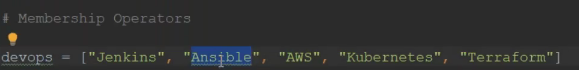 # Membership Operators
devops = ["Jenkins", "Ansible", "AWS", "Kubernetes", "Terraform"]